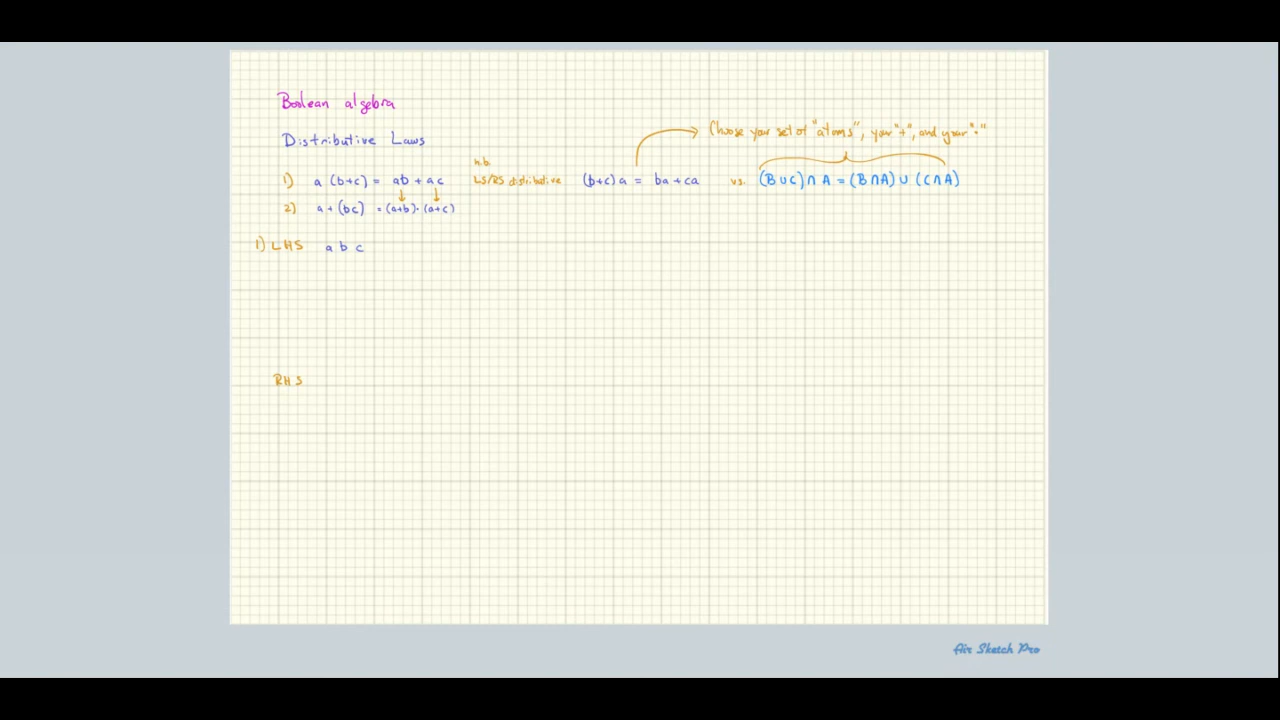 Boolean algebra
Choose your set of "atoms", your "+", and your "·"
Distributive Laws
n.b.
1) a (b+c) = ab + ac LS/RS distributive (b+c) a = ba + ca vs. (B ∪ C) ∩ A = (B ∩ A) ∪ (C ∩ A)
2) a + (bc) = (a+b) · (a+c)
1) LHS a b c
RHS
Air Sketch Pro